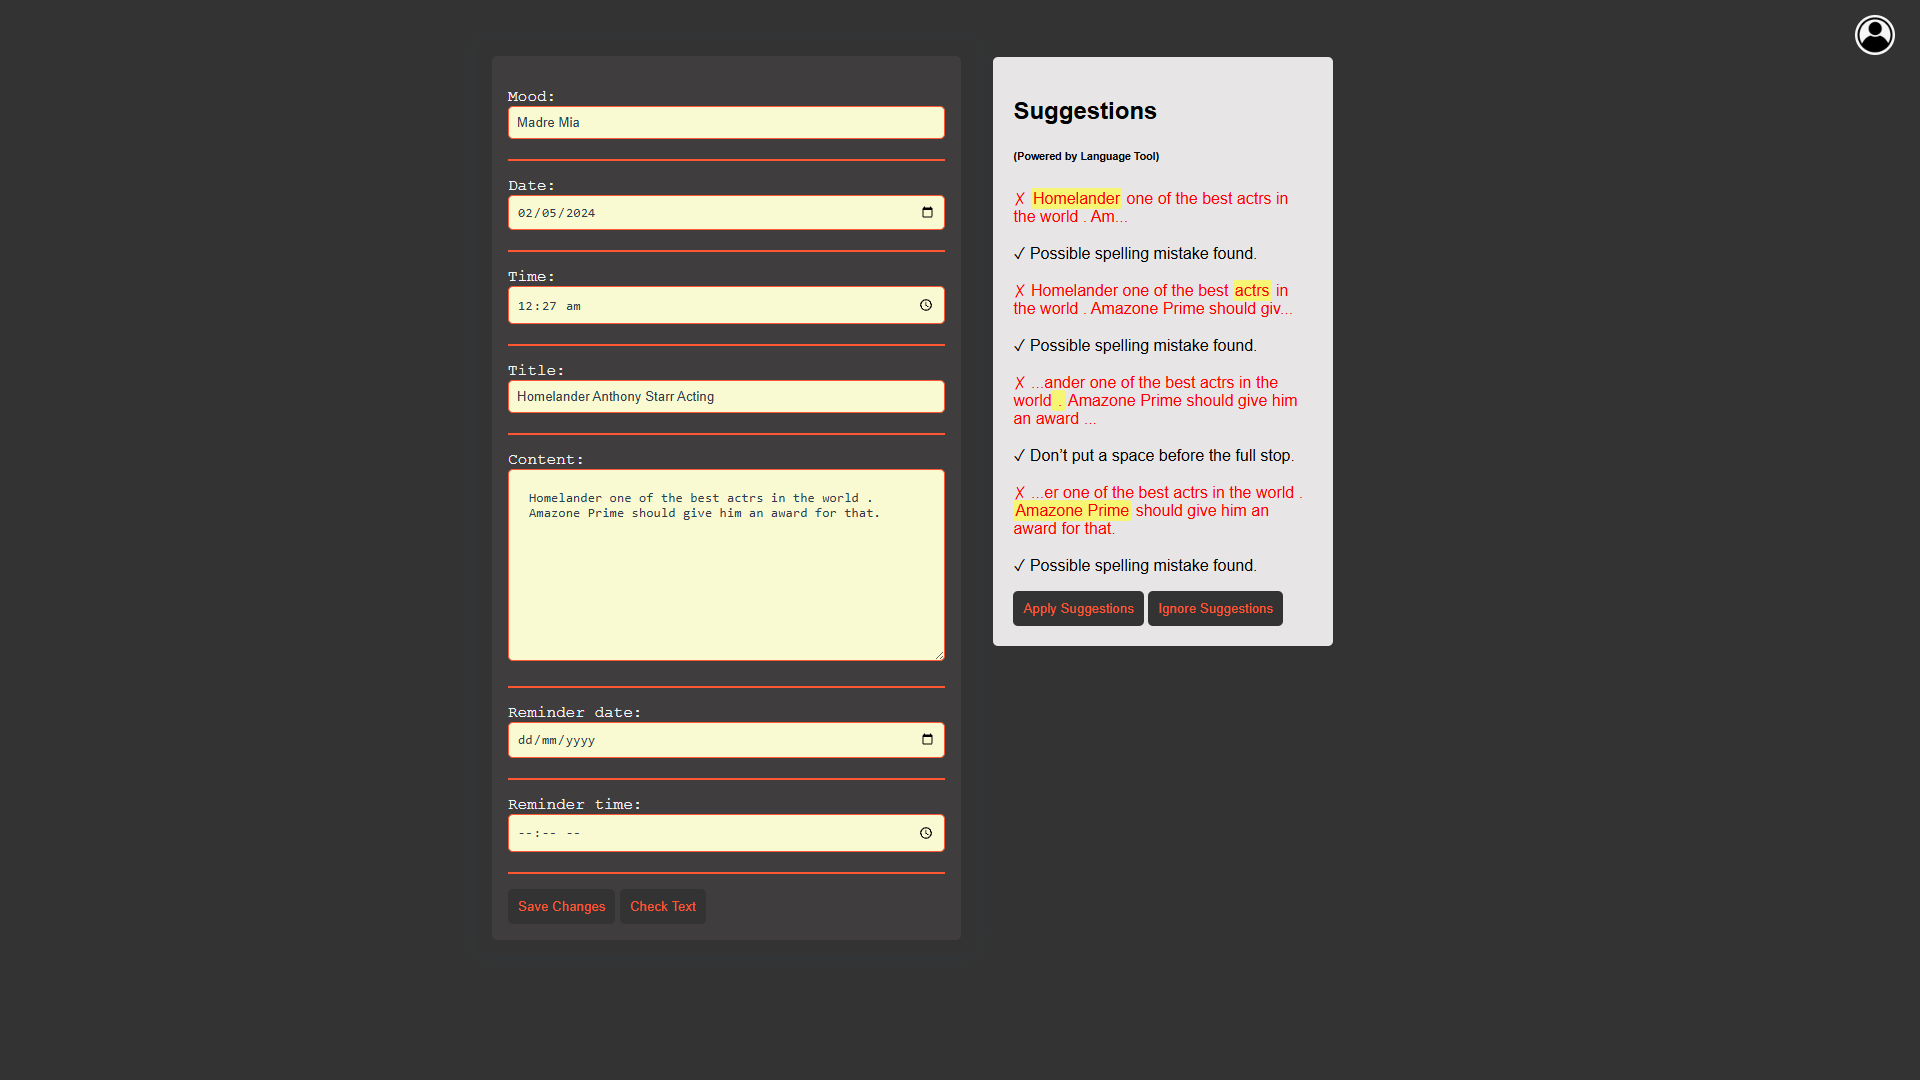 Mood:
Madre Mia
Date:
02/05/2024
Time:
12:27 am
Title:
Homelander Anthony Starr Acting
Content:
Homelander one of the best actrs in the world .
Amazone Prime should give him an award for that.
Reminder date:
dd/mm/yyyy
Reminder time:
--:-- --
Save Changes Check Text
Suggestions
(Powered by Language Tool)
✗ Homelander one of the best actrs in
the world . Am...
✓ Possible spelling mistake found.
✗ Homelander one of the best actrs in
the world . Amazone Prime should giv...
✓ Possible spelling mistake found.
✗ ...ander one of the best actrs in the
world . Amazone Prime should give him
an award ...
✓ Don’t put a space before the full stop.
✗ ...er one of the best actrs in the world .
Amazone Prime should give him an
award for that.
✓ Possible spelling mistake found.
Apply Suggestions Ignore Suggestions